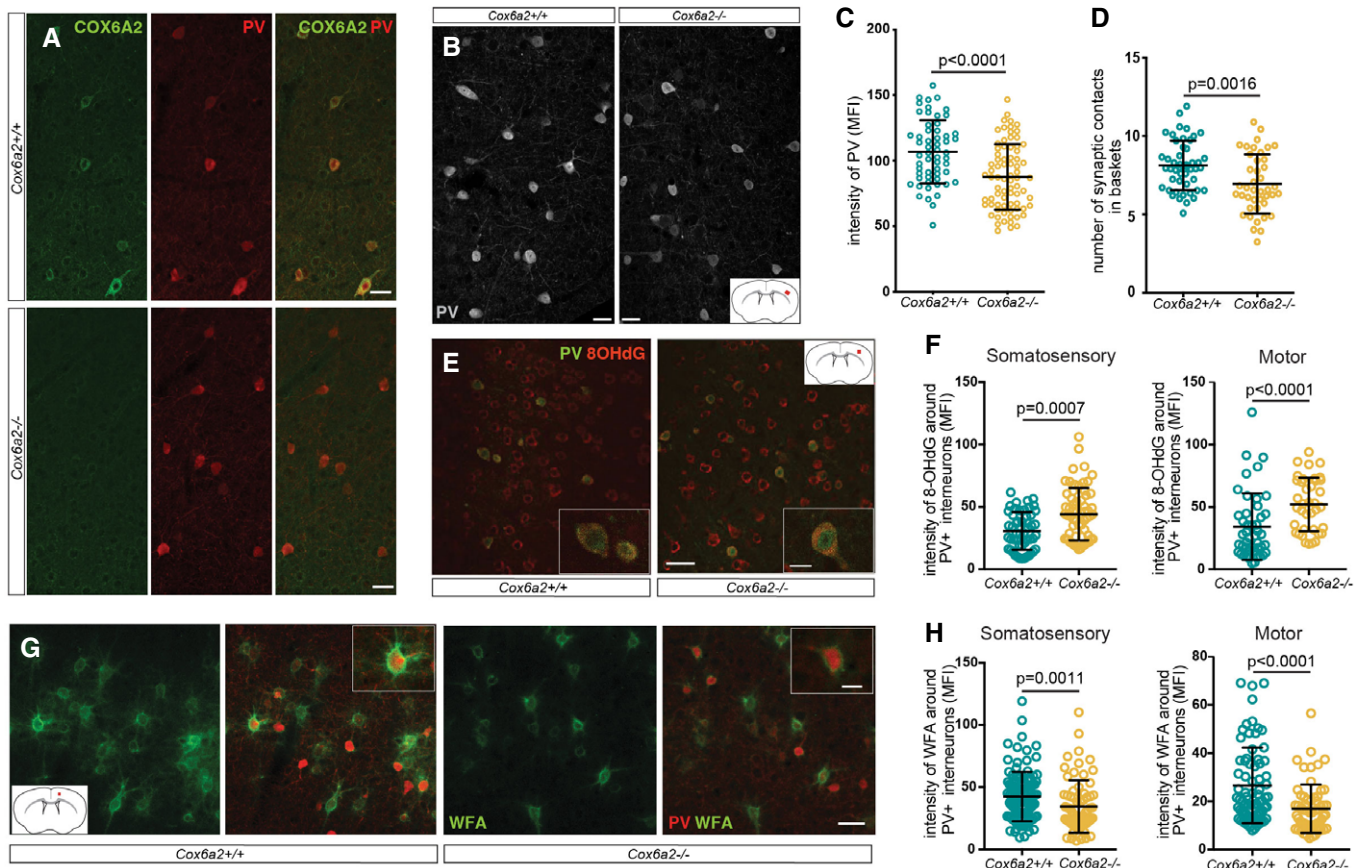 A
COX6A2
PV
COX6A2 PV
Cox6a2+/+
Cox6a2-/-
Cox6a2+/+
Cox6a2-/-
B
PV
C
200
150
100
50
0
intensity of PV (MFI)
p<0.0001
Cox6a2+/+
Cox6a2-/-
D
15
10
5
0
number of synaptic contacts
in baskets
p=0.0016
Cox6a2+/+
Cox6a2-/-
E
PV 8OHdG
Cox6a2+/+
Cox6a2-/-
F
Somatosensory
150
100
50
0
intensity of 8-OHdG around
PV+ interneurons (MFI)
p=0.0007
Cox6a2+/+
Cox6a2-/-
Motor
150
100
50
0
intensity of 8-OHdG around
PV+ interneurons (MFI)
p<0.0001
Cox6a2+/+
Cox6a2-/-
G
WFA
PV WFA
Cox6a2+/+
Cox6a2-/-
H
Somatosensory
150
100
50
0
intensity of WFA around
PV+ interneurons (MFI)
p=0.0011
Cox6a2+/+
Cox6a2-/-
Motor
80
60
40
20
0
intensity of WFA around
PV+ interneurons (MFI)
p<0.0001
Cox6a2+/+
Cox6a2-/-